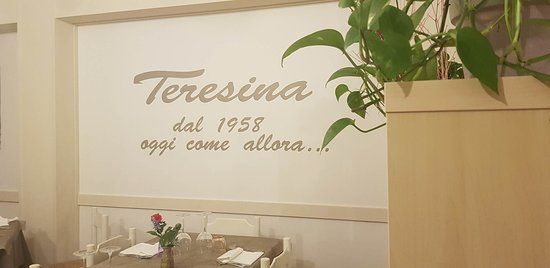 Teresina
dal 1958
oggi come allora...